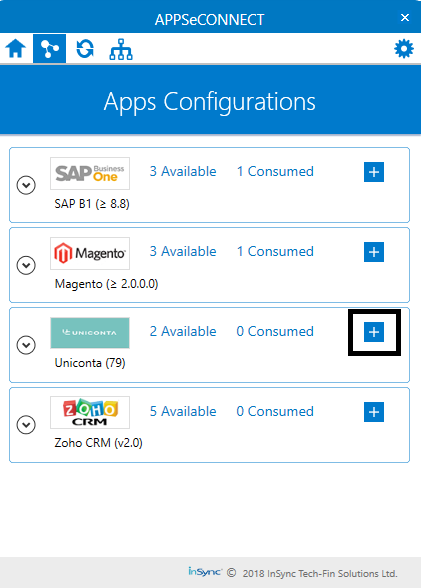 APPSeCONNECT
Apps Configurations
SAP Business One 3 Available 1 Consumed
SAP B1 (≥ 8.8)
Magento 3 Available 1 Consumed
Magento (≥ 2.0.0.0)
UNICONTA 2 Available 0 Consumed
Uniconta (79)
ZOHO CRM 5 Available 0 Consumed
Zoho CRM (v2.0)
inSync © 2018 InSync Tech-Fin Solutions Ltd.